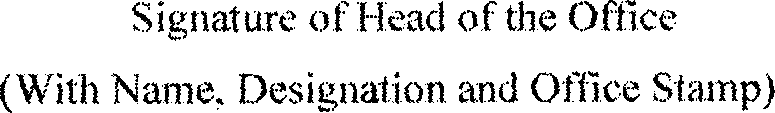 Signature of Head of the Office
(With Name, Designation and Office Stamp)